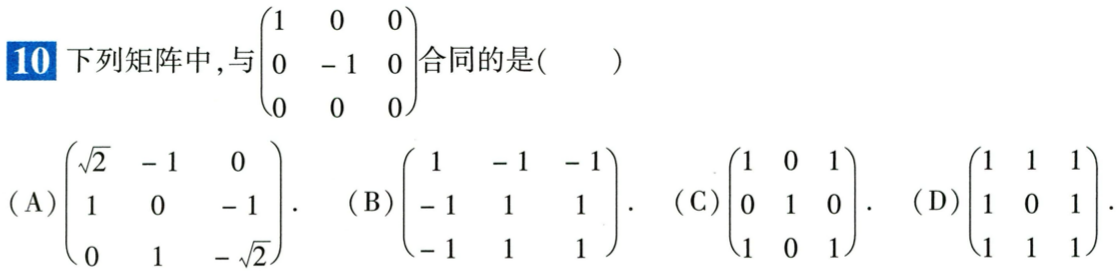 10 下列矩阵中,与 \begin{pmatrix} 1 & 0 & 0 \\ 0 & -1 & 0 \\ 0 & 0 & 0 \end{pmatrix} 合同的是( )
(A) \begin{pmatrix} \sqrt{2} & -1 & 0 \\ 1 & 0 & -1 \\ 0 & 1 & -\sqrt{2} \end{pmatrix}. (B) \begin{pmatrix} 1 & -1 & -1 \\ -1 & 1 & 1 \\ -1 & 1 & 1 \end{pmatrix}. (C) \begin{pmatrix} 1 & 0 & 1 \\ 0 & 1 & 0 \\ 1 & 0 & 1 \end{pmatrix}. (D) \begin{pmatrix} 1 & 1 & 1 \\ 1 & 0 & 1 \\ 1 & 1 & 1 \end{pmatrix}.